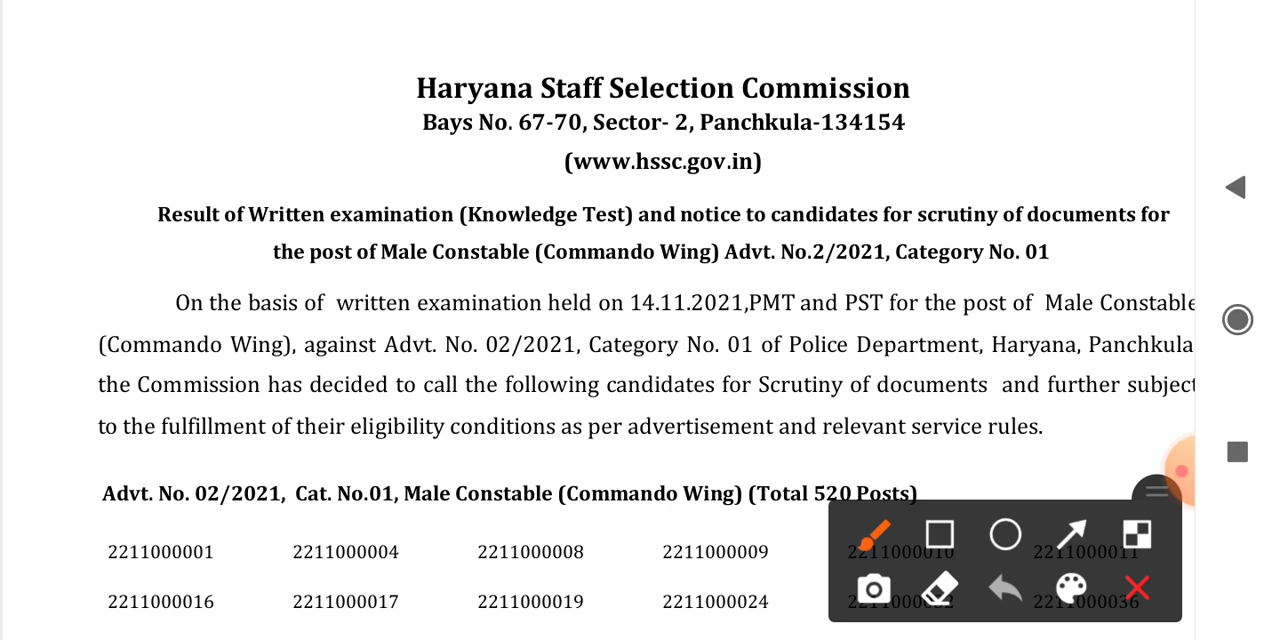 Haryana Staff Selection Commission
Bays No. 67-70, Sector- 2, Panchkula-134154
(www.hssc.gov.in)
Result of Written examination (Knowledge Test) and notice to candidates for scrutiny of documents for
the post of Male Constable (Commando Wing) Advt. No.2/2021, Category No. 01
On the basis of written examination held on 14.11.2021,PMT and PST for the post of Male Constable
(Commando Wing), against Advt. No. 02/2021, Category No. 01 of Police Department, Haryana, Panchkula
the Commission has decided to call the following candidates for Scrutiny of documents and further subject
to the fulfillment of their eligibility conditions as per advertisement and relevant service rules.
Advt. No. 02/2021, Cat. No.01, Male Constable (Commando Wing) (Total 520 Posts)
2211000001 2211000004 2211000008 2211000009 2211000010 2211000011
2211000016 2211000017 2211000019 2211000024 2211000036